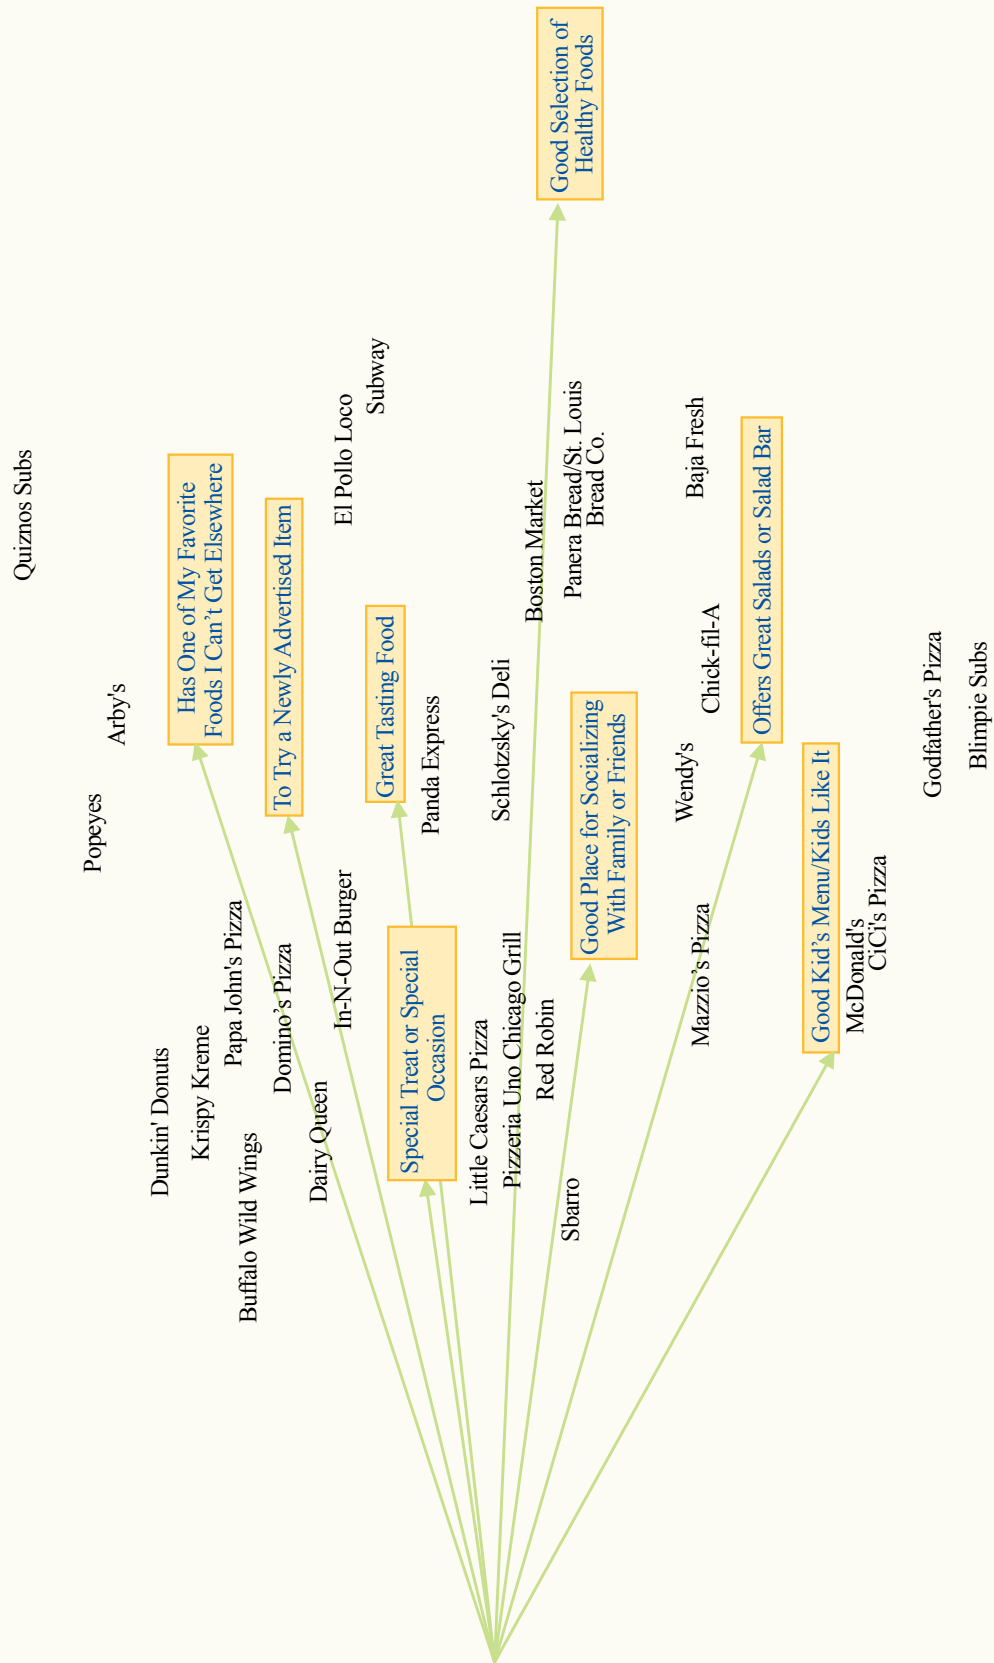 Quiznos Subs
Popeyes
Arby's
Dunkin' Donuts
Krispy Kreme
Has One of My Favorite
Foods I Can’t Get Elsewhere
Papa John's Pizza
Buffalo Wild Wings
Domino’s Pizza
To Try a Newly Advertised Item
Dairy Queen
In-N-Out Burger
El Pollo Loco
Subway
Great Tasting Food
Special Treat or Special
Occasion
Panda Express
Little Caesars Pizza
Schlotzsky's Deli
Pizzeria Uno Chicago Grill
Boston Market
Red Robin
Good Selection of
Healthy Foods
Sbarro
Panera Bread/St. Louis
Bread Co.
Good Place for Socializing
With Family or Friends
Wendy's
Baja Fresh
Mazzio’s Pizza
Chick-fil-A
Offers Great Salads or Salad Bar
Good Kid’s Menu/Kids Like It
McDonald's
CiCi's Pizza
Godfather's Pizza
Blimpie Subs